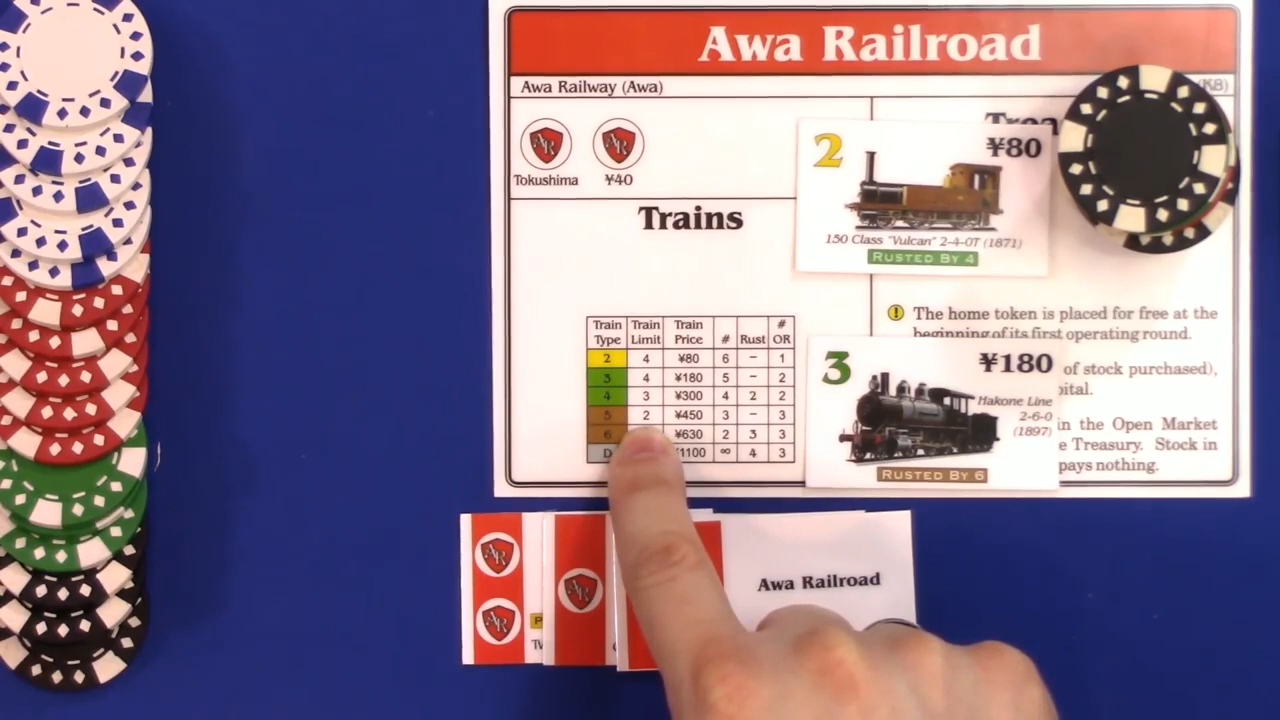 Awa Railroad
Awa Railway (Awa)
K8)
AR AR
Tokushima ¥40
Trains
2 ¥80
150 Class "Vulcan" 2-4-0T (1871)
RUSTED BY 4
Train Type Train Limit Train Price # Rust # OR
2 4 ¥80 6 – 1
3 4 ¥180 5 – 2
4 3 ¥300 4 2 2
5 2 ¥450 3 – 3
6 ¥630 2 3 3
D ¥1100 ∞ 4 3
! The home token is placed for free at the
beginning of its first operating round.
of stock purchased),
in the Open Market
Treasury. Stock in
pays nothing.
3 ¥180
Hakone Line
2-6-0
(1897)
RUSTED BY 6
AR
AR
AR
P
Awa Railroad